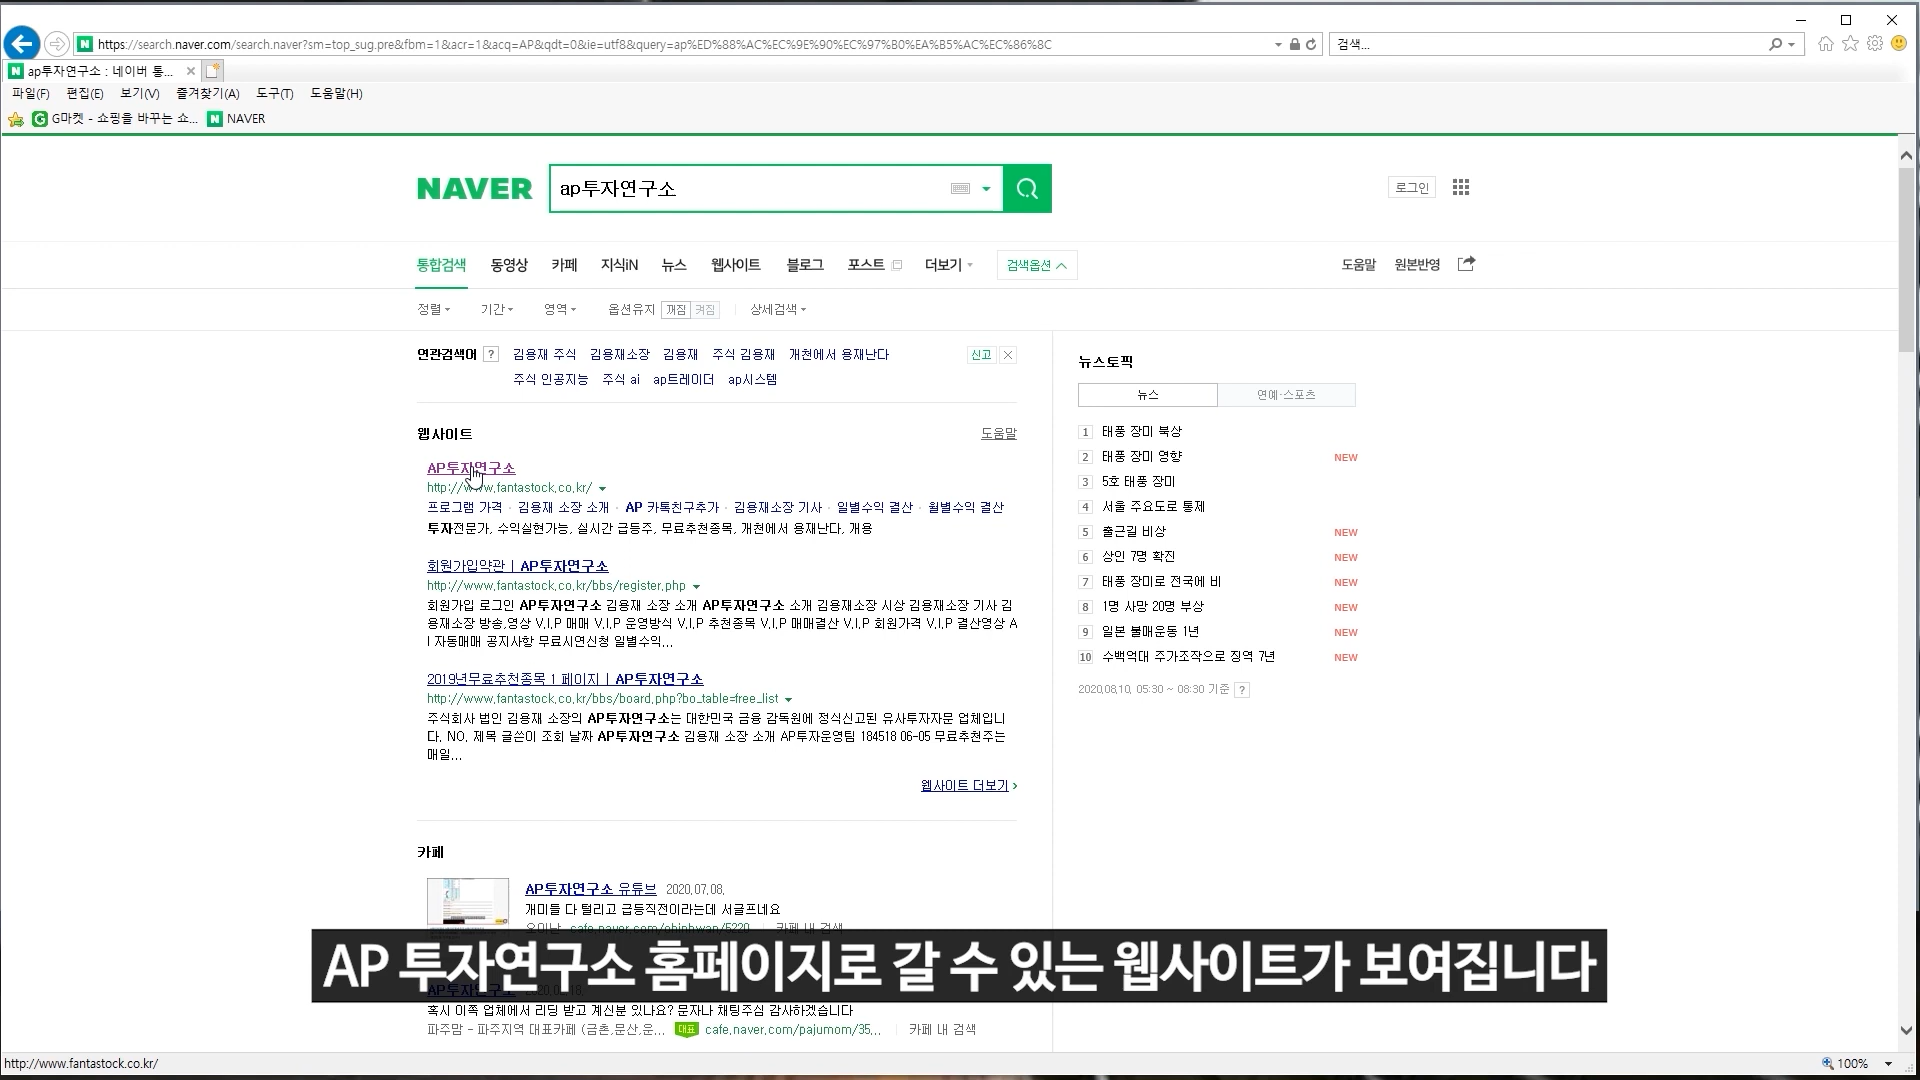 https://search.naver.com/search.naver?sm=top_sug.pre&fbm=1&acr=1&acq=AP&qdt=0&ie=utf8&query=ap%ED%88%AC%EC%9E%90%EC%97%B0%EA%B5%AC%EC%86%8C
검색...
ap투자연구소 : 네이버 통...
파일(F) 편집(E) 보기(V) 즐겨찾기(A) 도구(T) 도움말(H)
G마켓 - 쇼핑을 바꾸는 쇼... NAVER
NAVER ap투자연구소 로그인
통합검색 동영상 카페 지식iN 뉴스 웹사이트 블로그 포스트 더보기 검색옵션 도움말 원본반영
정렬 기간 영역 옵션유지 꺼짐 켜짐 상세검색
연관검색어 ? 김용재 주식 김용재소장 김용재 주식 김용재 개천에서 용재난다 신고
주식 인공지능 주식 ai ap트레이더 ap시스템
웹사이트 도움말
AP투자연구소
http://www.fantastock.co.kr/
프로그램 가격 · 김용재 소장 소개 · AP 카톡친구추가 · 김용재소장 기사 · 일별수익 결산 · 월별수익 결산
투자전문가, 수익실현가능, 실시간 급등주, 무료추천종목, 개천에서 용재난다, 개용
회원가입약관 | AP투자연구소
http://www.fantastock.co.kr/bbs/register.php
회원가입 로그인 AP투자연구소 김용재 소장 소개 AP투자연구소 소개 김용재소장 시상 김용재소장 기사 김
용재소장 방송,영상 V.I.P 매매 V.I.P 운영방식 V.I.P 추천종목 V.I.P 매매결산 V.I.P 회원가격 V.I.P 결산영상 A
I 자동매매 공지사항 무료시연신청 일별수익...
2019년무료추천종목 1 페이지 | AP투자연구소
http://www.fantastock.co.kr/bbs/board.php?bo_table=free_list
주식회사 법인 김용재 소장의 AP투자연구소는 대한민국 금융 감독원에 정식신고된 유사투자자문 업체입니
다. NO. 제목 글쓴이 조회 날짜 AP투자연구소 김용재 소장 소개 AP투자운영팀 184518 06-05 무료추천주는
매일...
웹사이트 더보기
카페
AP투자연구소 유튜브 2020.07.08.
개미들 다 털리고 급등직전이라는데 서글프네요
카페 내 검색
AP 투자연구소 홈페이지로 갈 수 있는 웹사이트가 보여집니다
혹시 이쪽 업체에서 리딩 받고 계신분 있나요? 문자나 채팅주심 감사하겠습니다
파주맘 - 파주지역 대표카페 (금촌,문산,운... 대표 cafe.naver.com/pajumom/35... 카페 내 검색
뉴스토픽
뉴스 연예·스포츠
1 태풍 장미 북상
2 태풍 장미 영향 NEW
3 5호 태풍 장미
4 서울 주요도로 통제
5 출근길 비상 NEW
6 상인 7명 확진 NEW
7 태풍 장미로 전국에 비 NEW
8 1명 사망 20명 부상 NEW
9 일본 불매운동 1년 NEW
10 수백억대 주가조작으로 징역 7년 NEW
2020.08.10. 05:30 ~ 08:30 기준 ?
http://www.fantastock.co.kr/ 100%